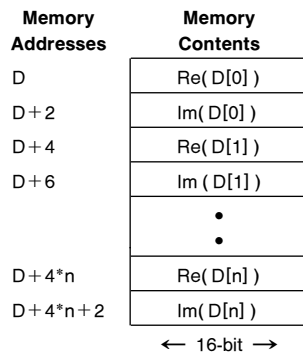 Memory Addresses Memory Contents
D Re( D[0] )
D+2 Im( D[0] )
D+4 Re( D[1] )
D+6 Im ( D[1] )
•
•
D+4*n Re( D[n] )
D+4*n+2 Im( D[n] )
← 16-bit →